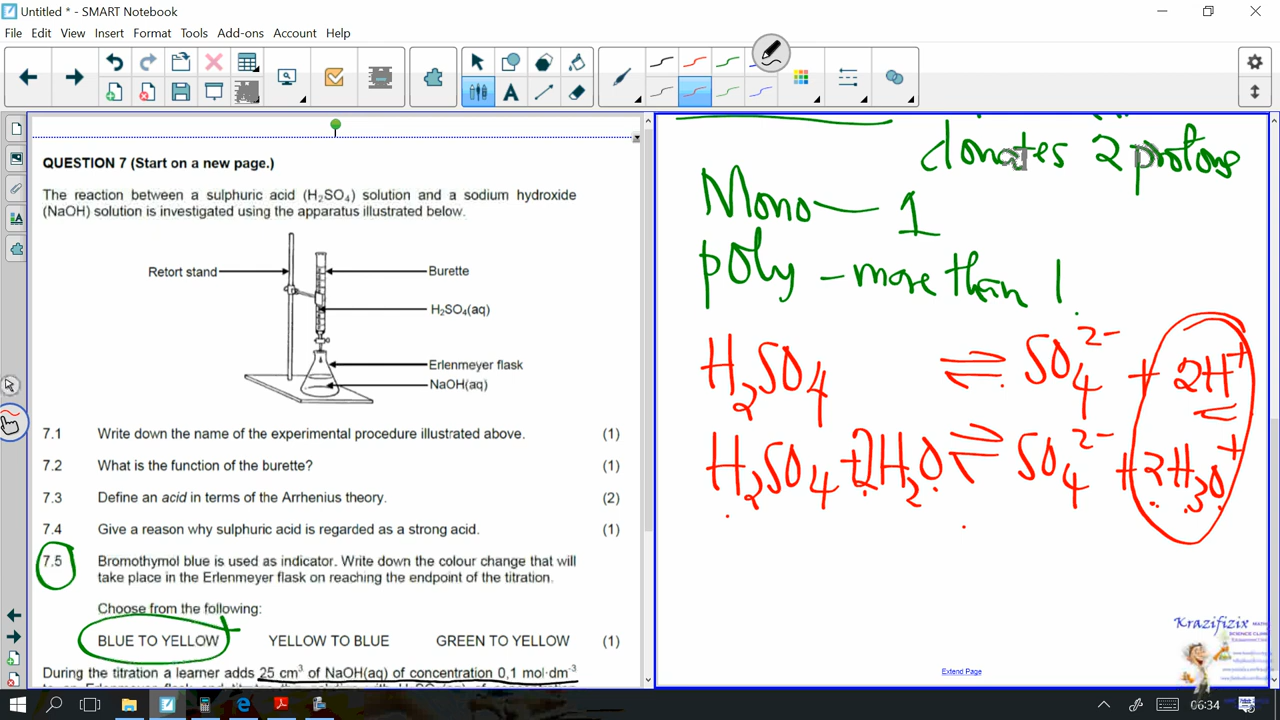 Untitled * - SMART Notebook
File Edit View Insert Format Tools Add-ons Account Help
QUESTION 7 (Start on a new page.)
The reaction between a sulphuric acid (H₂SO₄) solution and a sodium hydroxide
(NaOH) solution is investigated using the apparatus illustrated below.
Retort stand
Burette
H₂SO₄(aq)
Erlenmeyer flask
NaOH(aq)
7.1 Write down the name of the experimental procedure illustrated above. (1)
7.2 What is the function of the burette? (1)
7.3 Define an acid in terms of the Arrhenius theory. (2)
7.4 Give a reason why sulphuric acid is regarded as a strong acid. (1)
7.5 Bromothymol blue is used as indicator. Write down the colour change that will
take place in the Erlenmeyer flask on reaching the endpoint of the titration.
Choose from the following:
BLUE TO YELLOW YELLOW TO BLUE GREEN TO YELLOW (1)
During the titration a learner adds 25 cm³ of NaOH(aq) of concentration 0,1 mol·dm⁻³
donates 2 protons
Mono — 1
poly - more than 1
H₂SO₄ ⇌ SO₄²⁻ + 2H⁺
H₂SO₄ + 2H₂O ⇌ SO₄²⁻ + 2H₃O⁺
Krazifizix
SCIENCE CLINIC
Extend Page
06:34